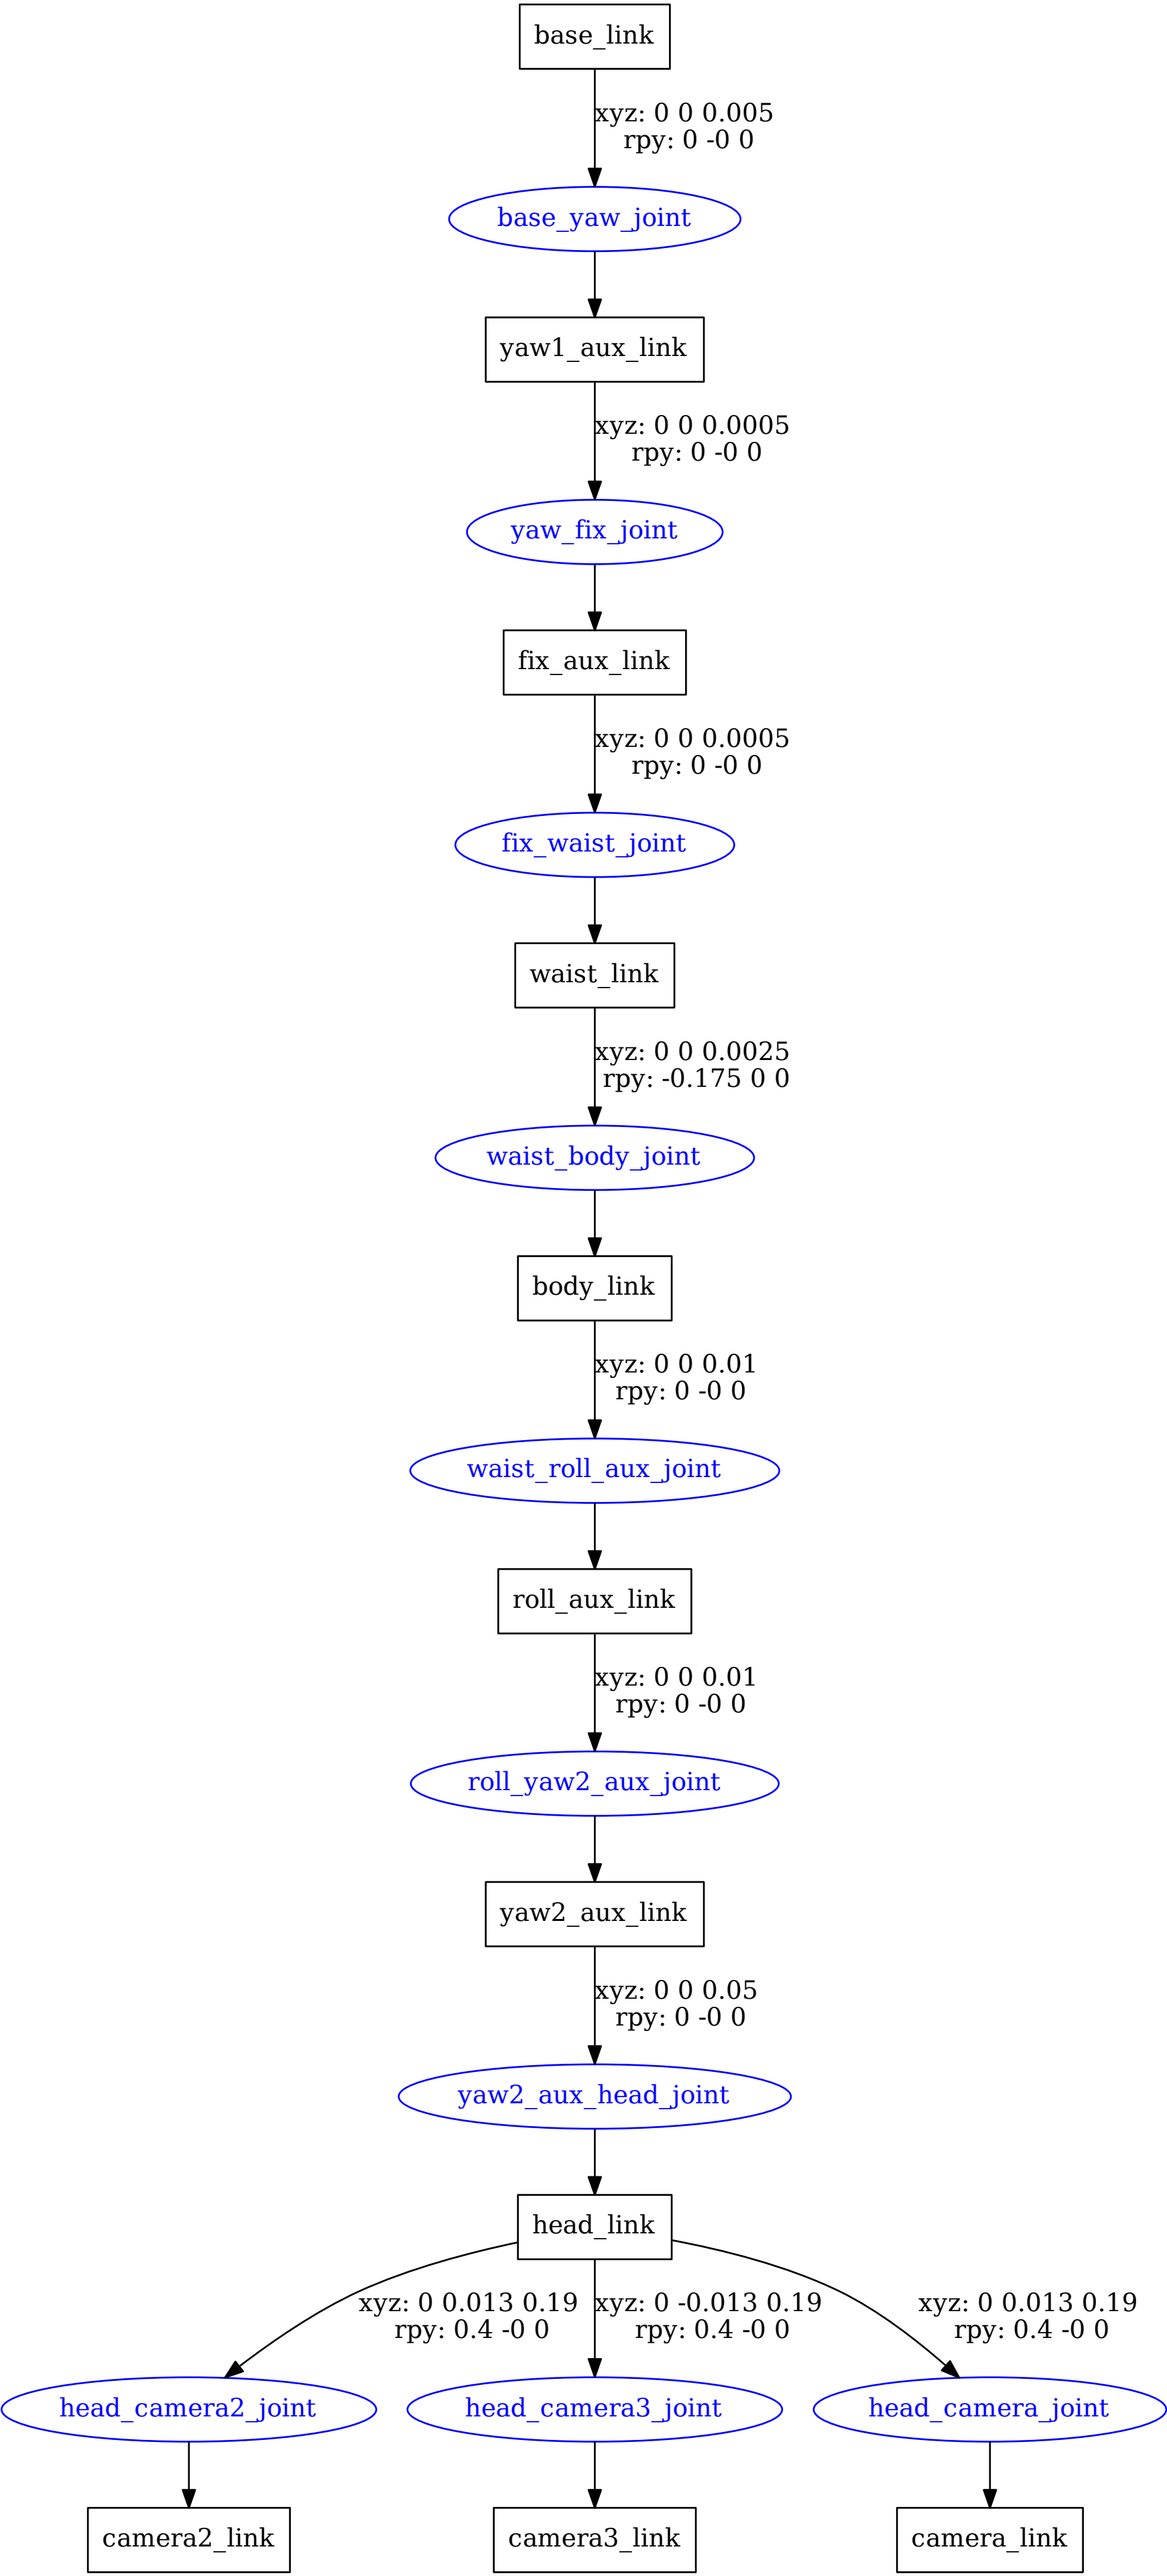 base_link
xyz: 0 0 0.005
rpy: 0 -0 0
base_yaw_joint
yaw1_aux_link
xyz: 0 0 0.0005
rpy: 0 -0 0
yaw_fix_joint
fix_aux_link
xyz: 0 0 0.0005
rpy: 0 -0 0
fix_waist_joint
waist_link
xyz: 0 0 0.0025
rpy: -0.175 0 0
waist_body_joint
body_link
xyz: 0 0 0.01
rpy: 0 -0 0
waist_roll_aux_joint
roll_aux_link
xyz: 0 0 0.01
rpy: 0 -0 0
roll_yaw2_aux_joint
yaw2_aux_link
xyz: 0 0 0.05
rpy: 0 -0 0
yaw2_aux_head_joint
head_link
xyz: 0 0.013 0.19
rpy: 0.4 -0 0
xyz: 0 -0.013 0.19
rpy: 0.4 -0 0
xyz: 0 0.013 0.19
rpy: 0.4 -0 0
head_camera2_joint
head_camera3_joint
head_camera_joint
camera2_link
camera3_link
camera_link